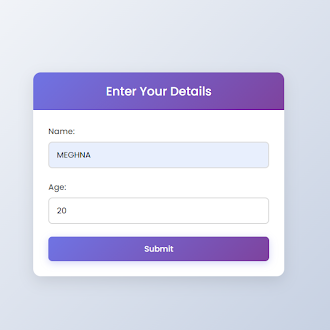 Enter Your Details
Name:
MEGHNA
Age:
20
Submit